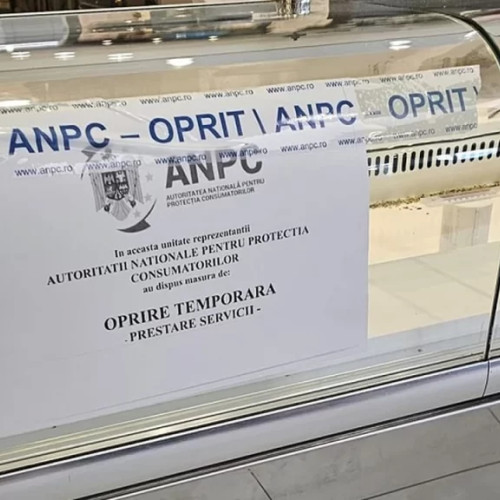 www.anpc.ro www.anpc.ro www.anpc.ro www.anpc.ro www.anpc.ro
ANPC – OPRIT \ ANPC – OPRIT \
www.anpc.ro www.anpc.ro www.anpc.ro www.anpc.ro www.anpc.ro
ANPC
AUTORITATEA NAȚIONALĂ PENTRU
PROTECȚIA CONSUMATORILOR
In aceasta unitate reprezentantii
AUTORITATII NATIONALE PENTRU PROTECTIA
CONSUMATORILOR
au dispus masura de:
OPRIRE TEMPORARA
- PRESTARE SERVICII -